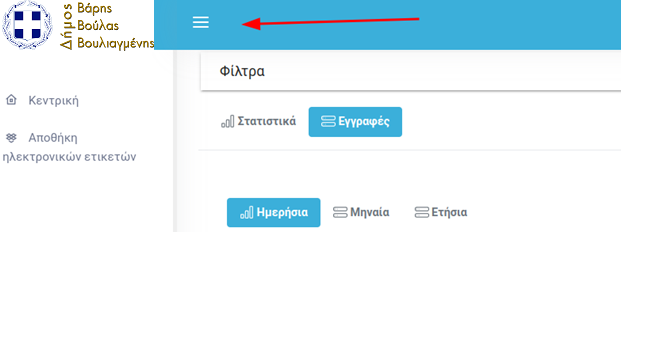 Δήμος
Βάρης
Βούλας
Βουλιαγμένης
Φίλτρα
Κεντρική
Στατιστικά Εγγραφές
Αποθήκη
ηλεκτρονικών ετικετών
Ημερήσια Μηναία Ετήσια